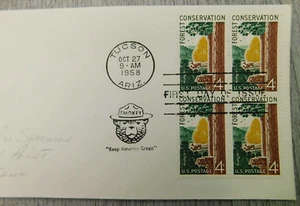 TUCSON
OCT 27
9-AM
1958
ARIZ.
FOREST CONSERVATION
U.S. POSTAGE 4¢
FOREST CONSERVATION
U.S. POSTAGE 4¢
FIRST DAY OF ISSUE
FOREST CONSERVATION
U.S. POSTAGE 4¢
FOREST CONSERVATION
U.S. POSTAGE 4¢
SMOKEY
"Keep America Green"